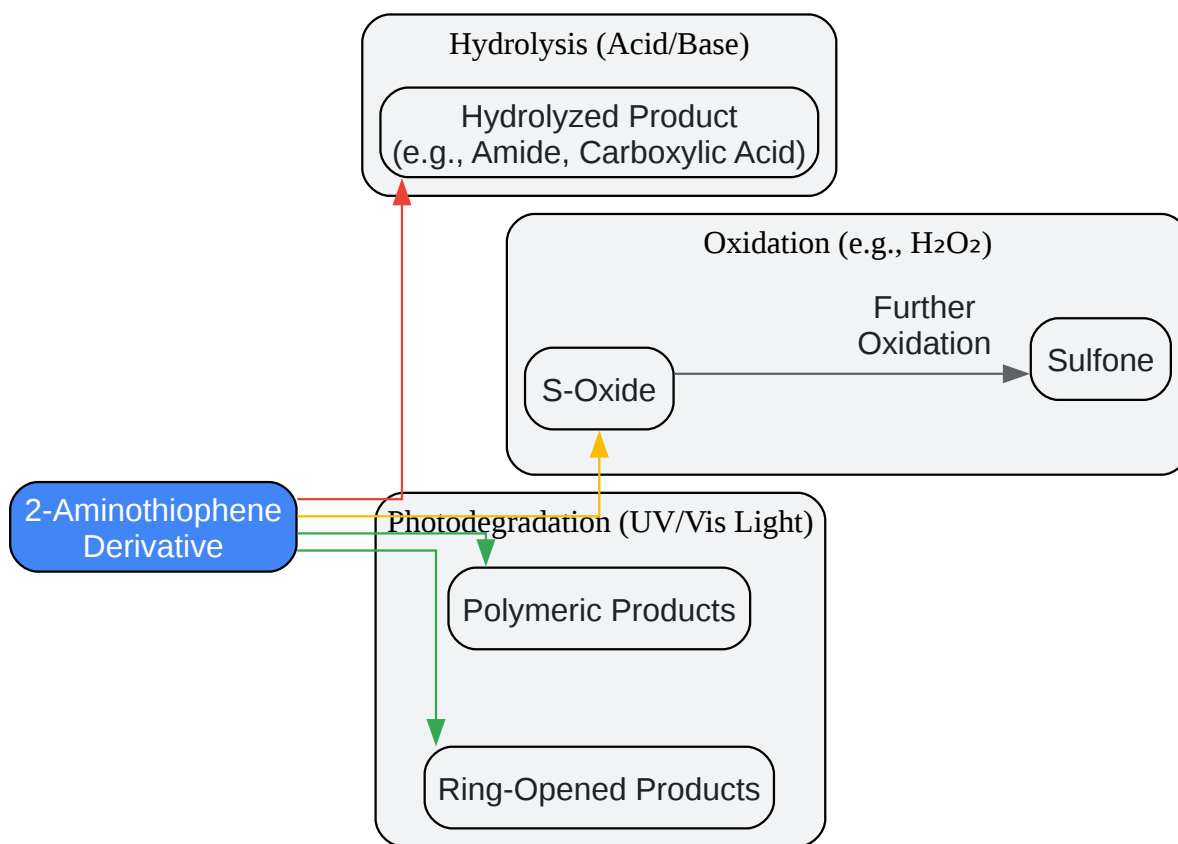 Hydrolysis (Acid/Base)
Hydrolyzed Product
(e.g., Amide, Carboxylic Acid)
Oxidation (e.g., H₂O₂)
Further
Oxidation
S-Oxide
Sulfone
2-Aminothiophene
Derivative
Photodegradation (UV/Vis Light)
Polymeric Products
Ring-Opened Products